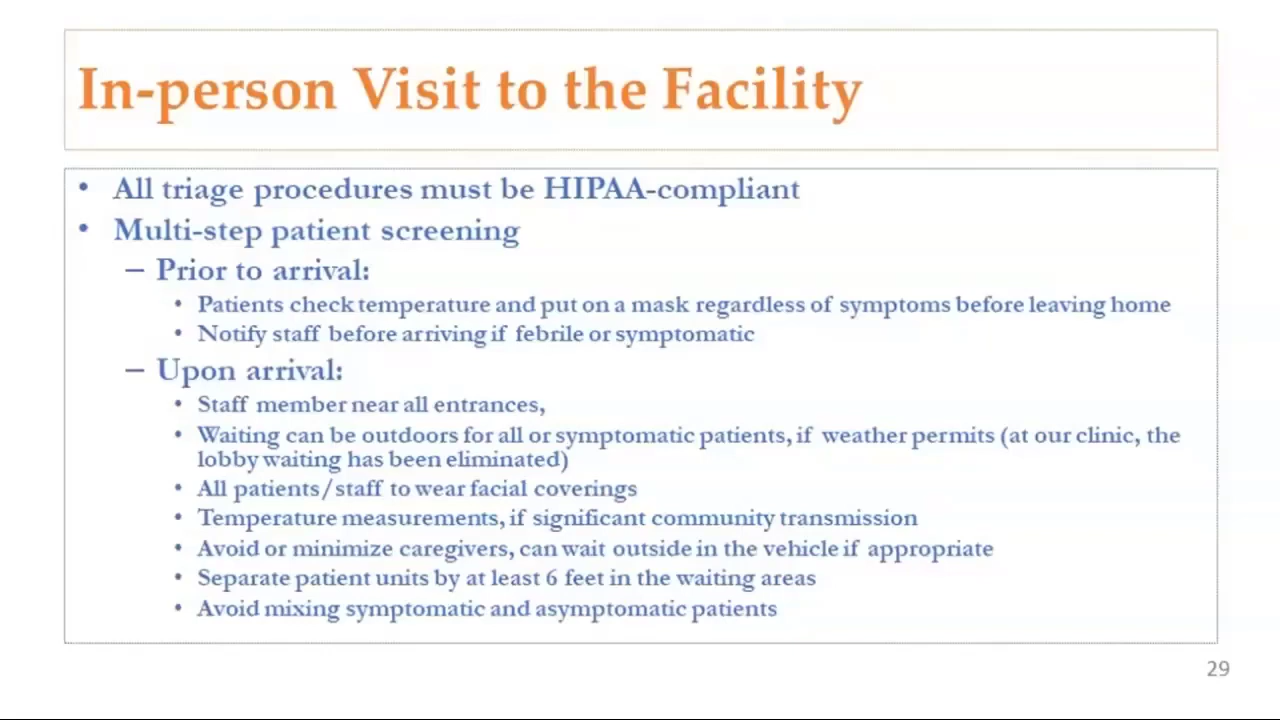 In-person Visit to the Facility
• All triage procedures must be HIPAA-compliant
• Multi-step patient screening
– Prior to arrival:
• Patients check temperature and put on a mask regardless of symptoms before leaving home
• Notify staff before arriving if febrile or symptomatic
– Upon arrival:
• Staff member near all entrances,
• Waiting can be outdoors for all or symptomatic patients, if weather permits (at our clinic, the
lobby waiting has been eliminated)
• All patients/staff to wear facial coverings
• Temperature measurements, if significant community transmission
• Avoid or minimize caregivers, can wait outside in the vehicle if appropriate
• Separate patient units by at least 6 feet in the waiting areas
• Avoid mixing symptomatic and asymptomatic patients
29